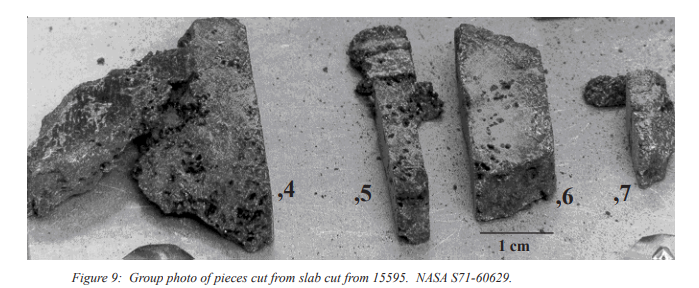 ,4 ,5 ,6 ,7
1 cm
Figure 9: Group photo of pieces cut from slab cut from 15595. NASA S71-60629.